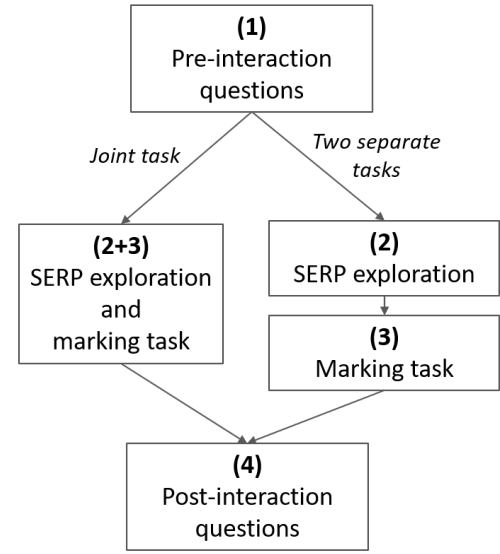 (1)
Pre-interaction
questions
Joint task
Two separate
tasks
(2+3)
SERP exploration
and
marking task
(2)
SERP exploration
(3)
Marking task
(4)
Post-interaction
questions